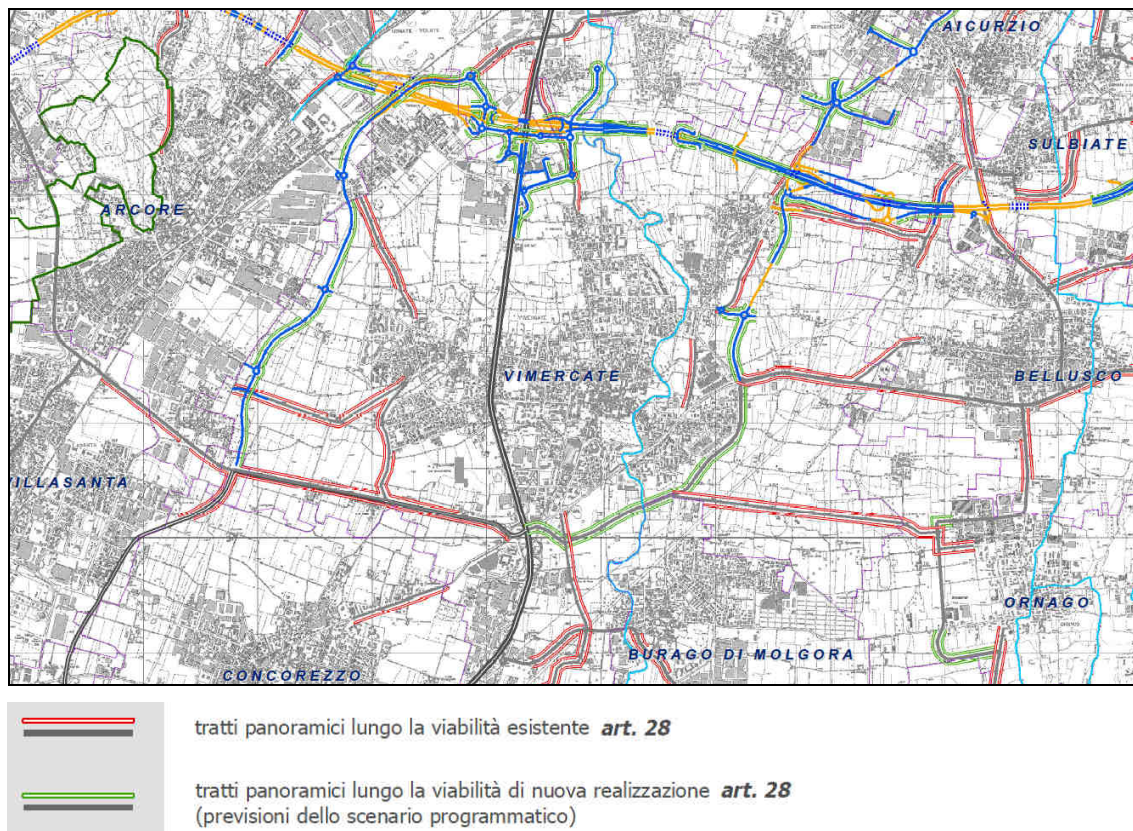 AICURZIO
SULBIATE
ARCORE
VIMERCATE
BELLUSCO
VILLASANTA
ORNAGO
BURAGO DI MOLGORA
CONCOREZZO
tratti panoramici lungo la viabilità esistente art. 28
tratti panoramici lungo la viabilità di nuova realizzazione art. 28
(previsioni dello scenario programmatico)